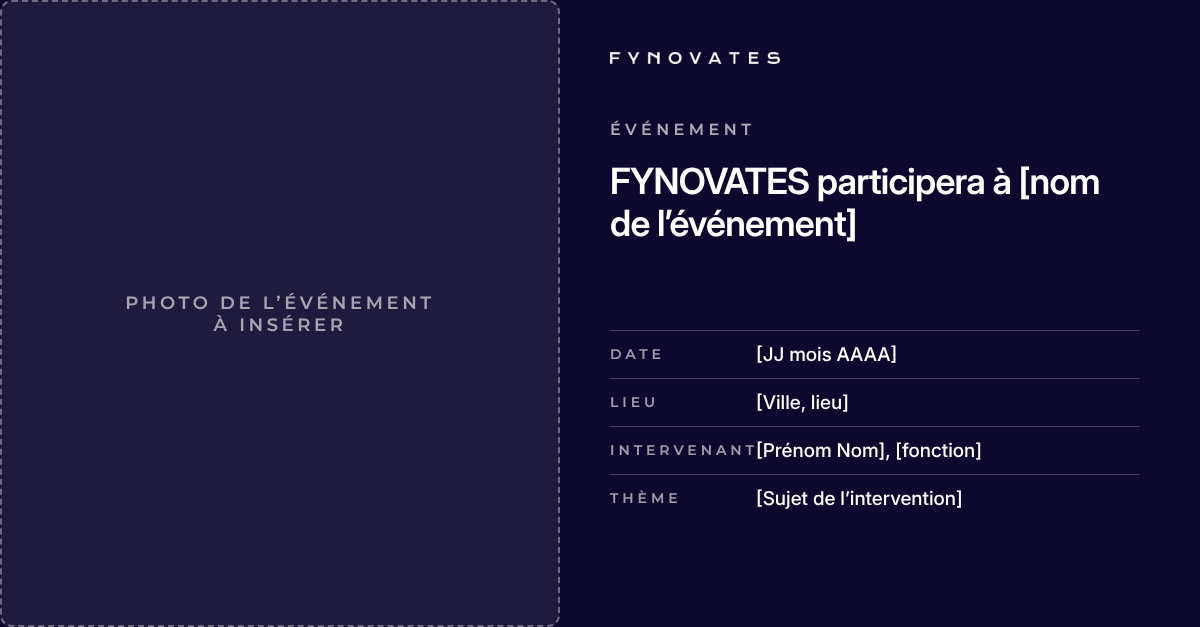 PHOTO DE L’ÉVÉNEMENT
À INSÉRER
FYNOVATES
ÉVÉNEMENT
FYNOVATES participera à [nom
de l’événement]
DATE [JJ mois AAAA]
LIEU [Ville, lieu]
INTERVENANT [Prénom Nom], [fonction]
THÈME [Sujet de l’intervention]